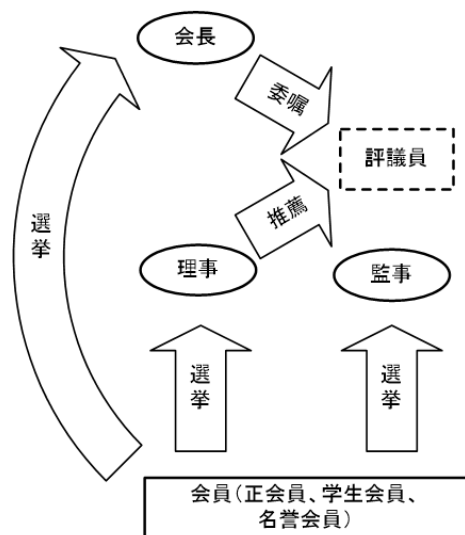 会長
委嘱
評議員
推薦
選挙
理事
監事
選挙
選挙
会員(正会員、学生会員、
名誉会員)